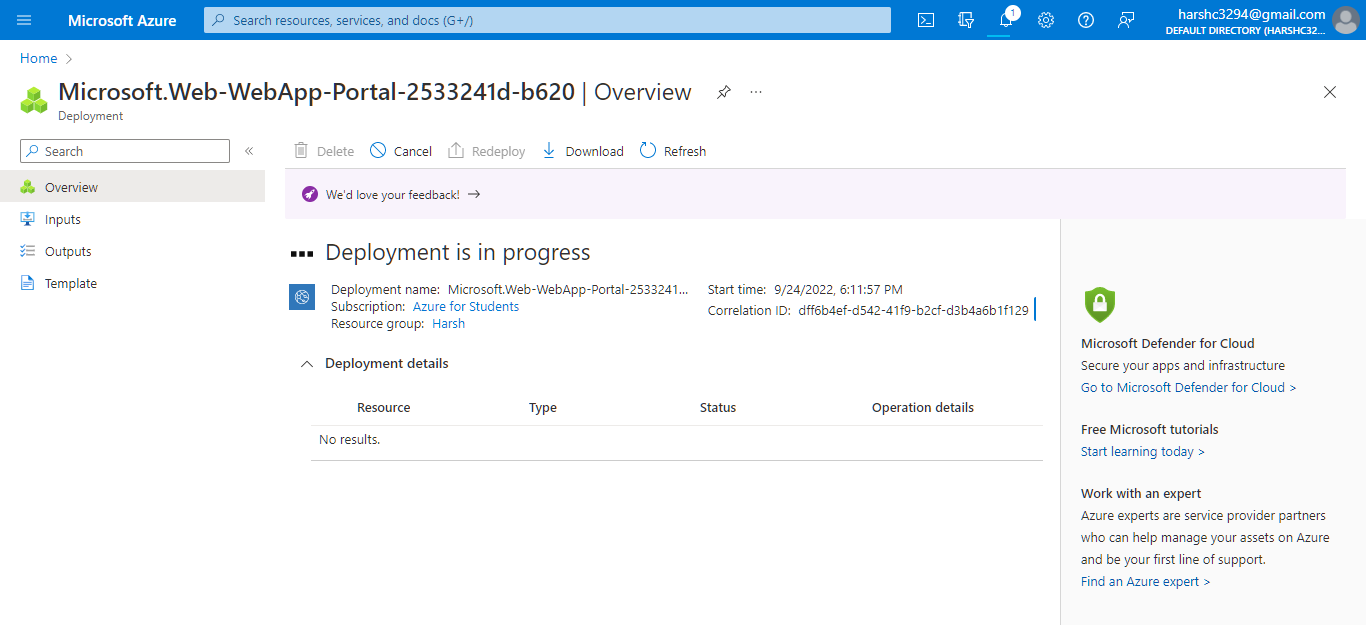 Microsoft Azure
Search resources, services, and docs (G+/)
1
harshc3294@gmail.com
DEFAULT DIRECTORY (HARSHC32...
Home
Microsoft.Web-WebApp-Portal-2533241d-b620 | Overview
...
Deployment
Search
«
Delete
Cancel
Redeploy
Download
Refresh
Overview
Inputs
Outputs
Template
We'd love your feedback! →
Deployment is in progress
Deployment name: Microsoft.Web-WebApp-Portal-2533241...
Subscription: Azure for Students
Resource group: Harsh
Start time: 9/24/2022, 6:11:57 PM
Correlation ID: dff6b4ef-d542-41f9-b2cf-d3b4a6b1f129
Deployment details
Resource Type Status Operation details
No results.
Microsoft Defender for Cloud
Secure your apps and infrastructure
Go to Microsoft Defender for Cloud >
Free Microsoft tutorials
Start learning today >
Work with an expert
Azure experts are service provider partners
who can help manage your assets on Azure
and be your first line of support.
Find an Azure expert >